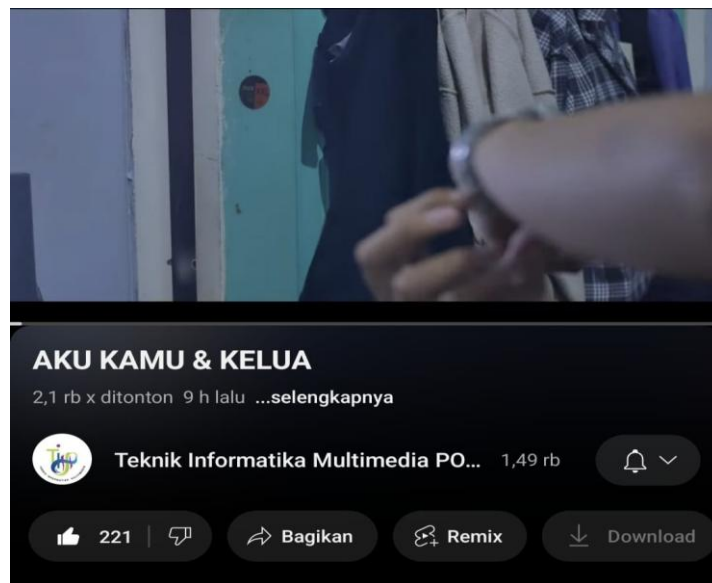 AKU KAMU & KELUA
2,1 rb x ditonton 9 h lalu ...selengkapnya
Teknik Informatika Multimedia PO... 1,49 rb
221 Bagikan Remix Download